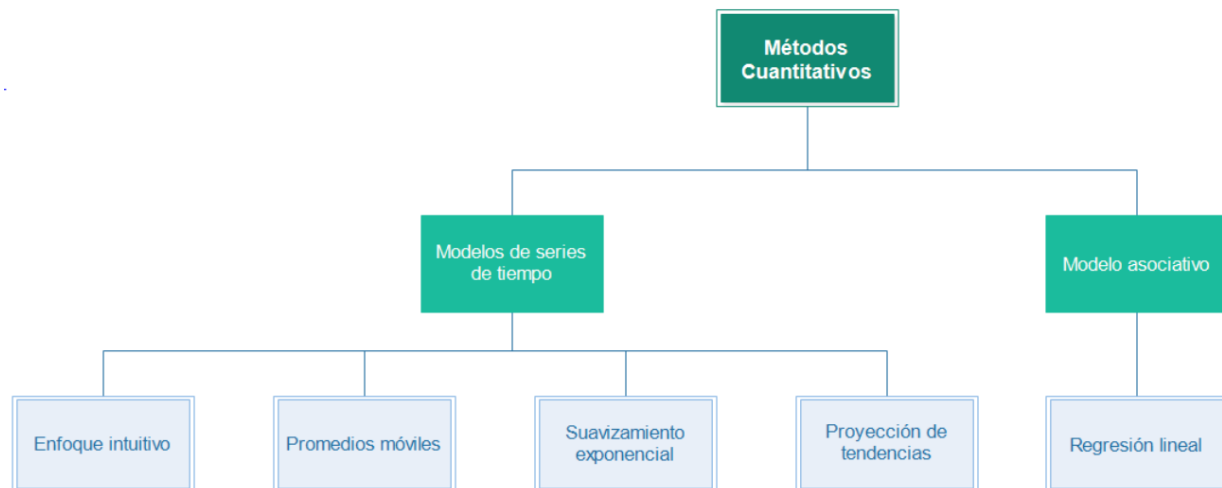 Métodos
Cuantitativos
Modelos de series
de tiempo
Modelo asociativo
Enfoque intuitivo
Promedios móviles
Suavizamiento
exponencial
Proyección de
tendencias
Regresión lineal